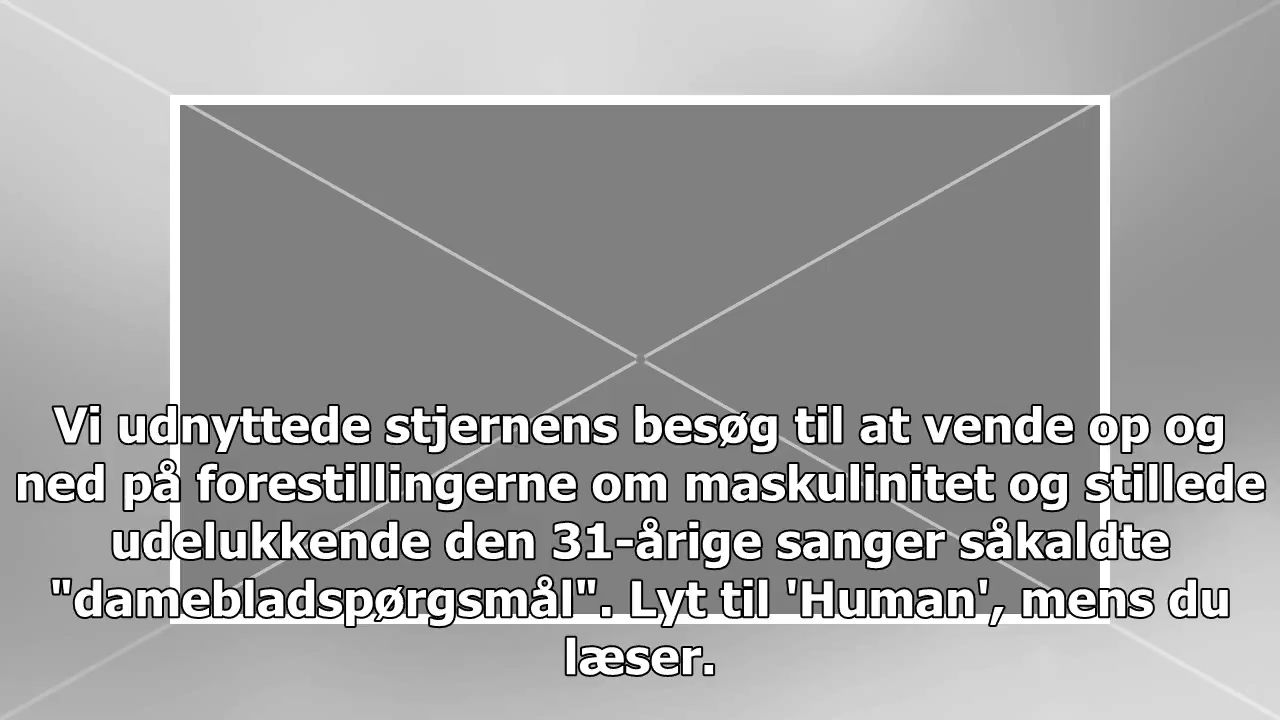 Vi udnyttede stjernens besøg til at vende op og
ned på forestillingerne om maskulinitet og stillede
udelukkende den 31-årige sanger såkaldte
"damebladspørgsmål". Lyt til 'Human', mens du
læser.